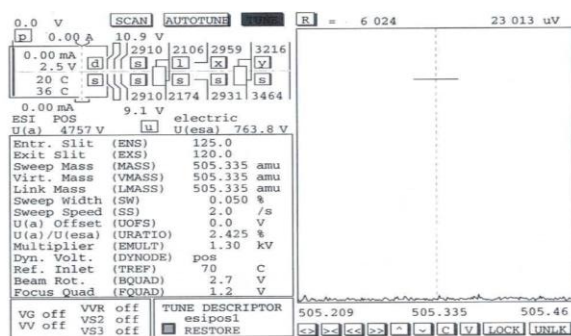 0.0 V SCAN AUTOTUNE TUNE R = 6 024 23 013 uV
p 0.00 A 10.9 V
0.00 mA 2910 2106 2959 3216
2.5 V d s l x y
20 C s s s s
36 C
0.00 mA 2910 2174 2931 3464
9.1 V
ESI POS u electric
U(a) 4757 V U(esa) 763.8 V
Entr. Slit (ENS) 125.0
Exit Slit (EXS) 120.0
Sweep Mass (MASS) 505.335 amu
Virt. Mass (VMASS) 505.335 amu
Link Mass (LMASS) 505.335 amu
Sweep Width (SW) 0.050 %
Sweep Speed (SS) 2.0 /s
U(a) Offset (UOFS) 0.0 V
U(a)/U(esa) (URATIO) 2.425 %
Multiplier (EMULT) 1.30 kV
Dyn. Volt. (DYNODE) pos
Ref. Inlet (TREF) 70 C
Beam Rot. (BQUAD) 2.7 V
Focus Quad (FQUAD) 1.2 V
VG off VVR off TUNE DESCRIPTOR
VV off VS2 off esipos1
VS3 off RESTORE
505.209 505.335 505.46
<> >< << >> ^ C V LOCK UNLE